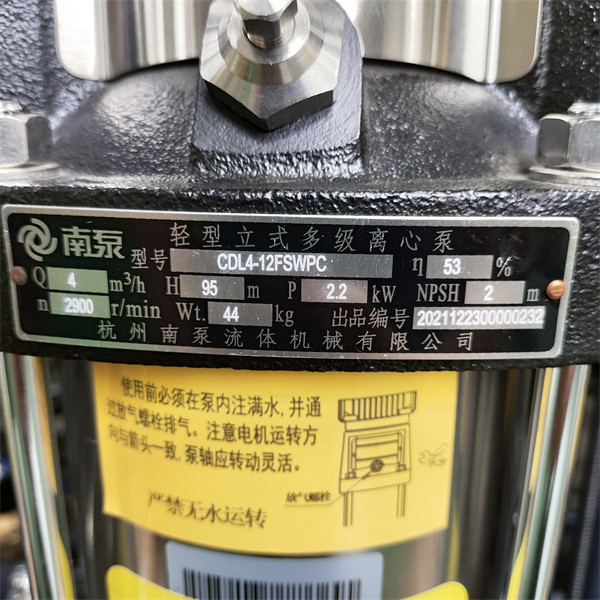 南泵 轻型立式多级离心泵
型号 CDL4-12FSWPC η 53 %
Q 4 m³/h H 95 m P 2.2 kW NPSH 2 m
n 2900 r/min Wt. 44 kg 出品编号 2021122300000232
杭州南泵流体机械有限公司
使用前必须在泵内注满水,并通
过放气螺栓排气。注意电机运转方
向与箭头一致,泵轴应转动灵活。
放气螺栓
严禁无水运转